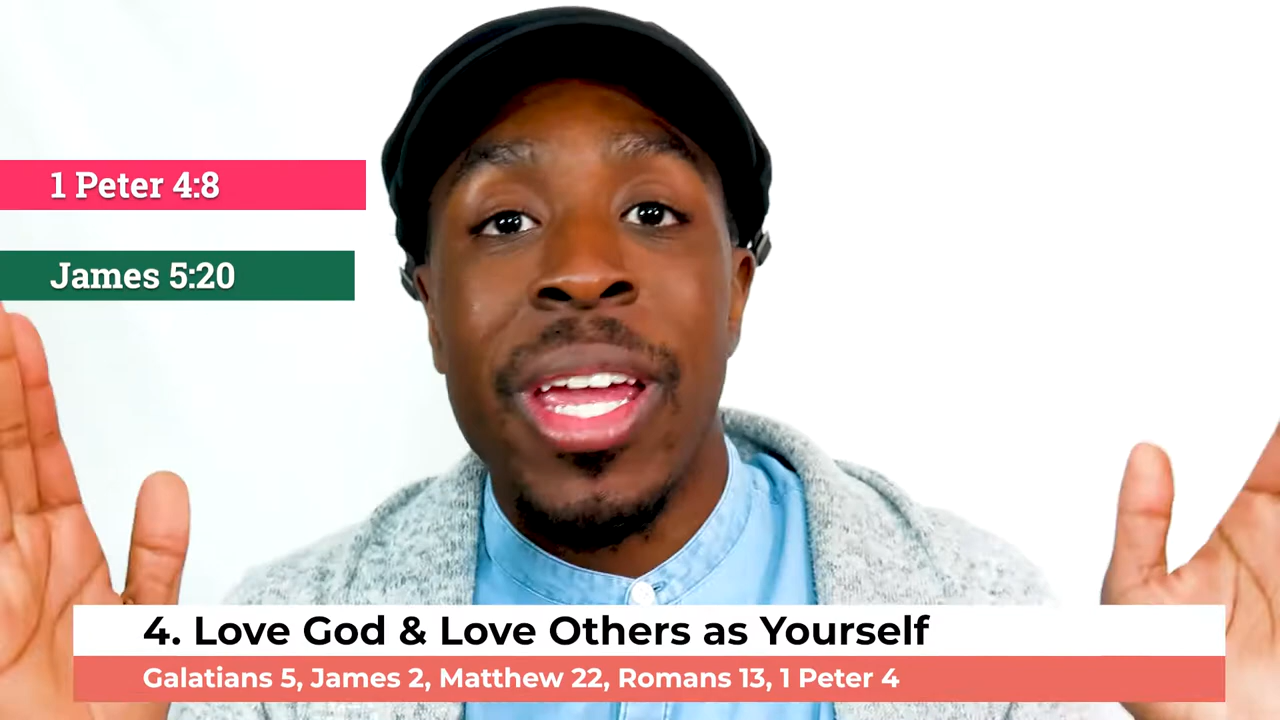 1 Peter 4:8
James 5:20
4. Love God & Love Others as Yourself
Galatians 5, James 2, Matthew 22, Romans 13, 1 Peter 4